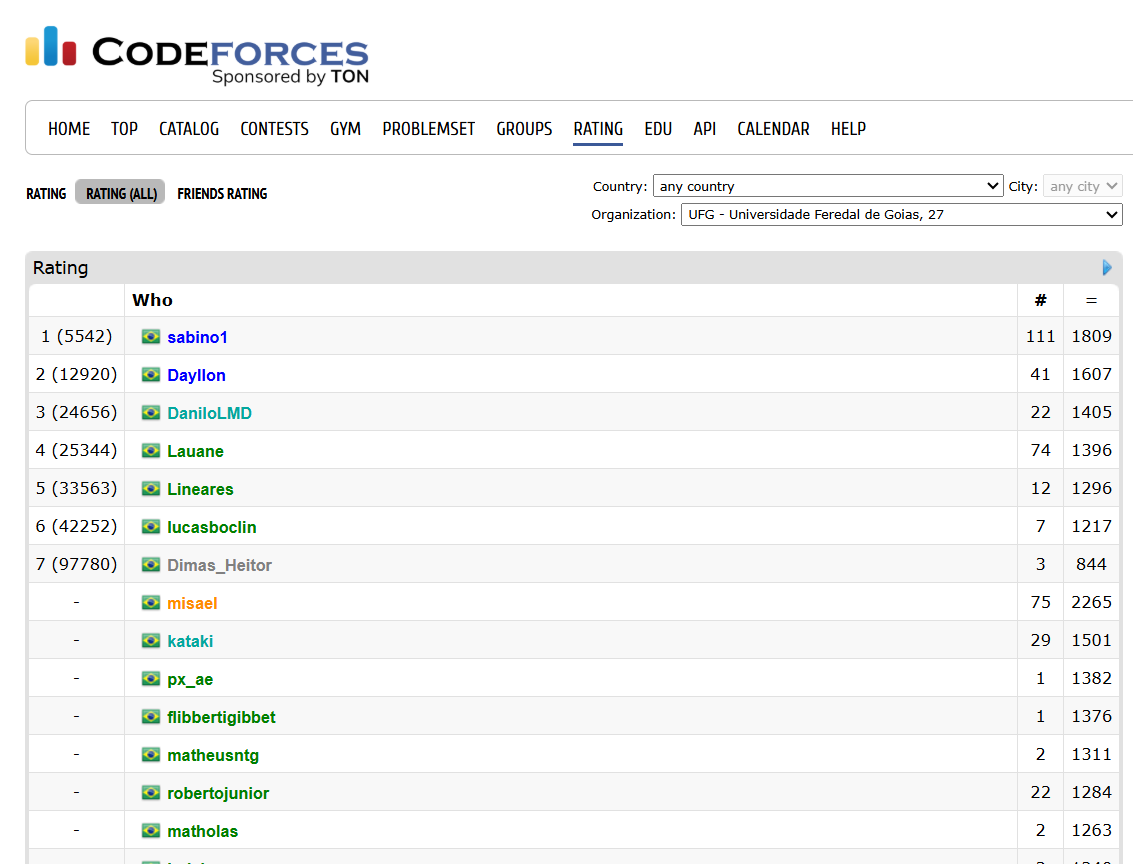 CODEFORCES
Sponsored by TON
HOME TOP CATALOG CONTESTS GYM PROBLEMSET GROUPS RATING EDU API CALENDAR HELP
RATING RATING (ALL) FRIENDS RATING
Country: any country City: any city
Organization: UFG - Universidade Feredal de Goias, 27
Rating
Who # =
1 (5542) sabino1 111 1809
2 (12920) Dayllon 41 1607
3 (24656) DaniloLMD 22 1405
4 (25344) Lauane 74 1396
5 (33563) Lineares 12 1296
6 (42252) lucasboclin 7 1217
7 (97780) Dimas_Heitor 3 844
- misael 75 2265
- kataki 29 1501
- px_ae 1 1382
- flibbertigibbet 1 1376
- matheusntg 2 1311
- robertojunior 22 1284
- matholas 2 1263